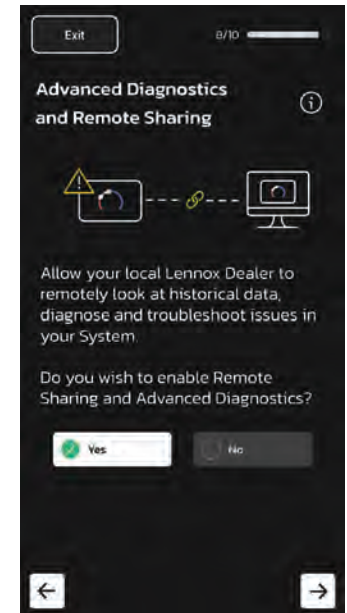 Exit
8/10
Advanced Diagnostics
and Remote Sharing
Allow your local Lennox Dealer to
remotely look at historical data,
diagnose and troubleshoot issues in
your System.
Do you wish to enable Remote
Sharing and Advanced Diagnostics?
Yes
No